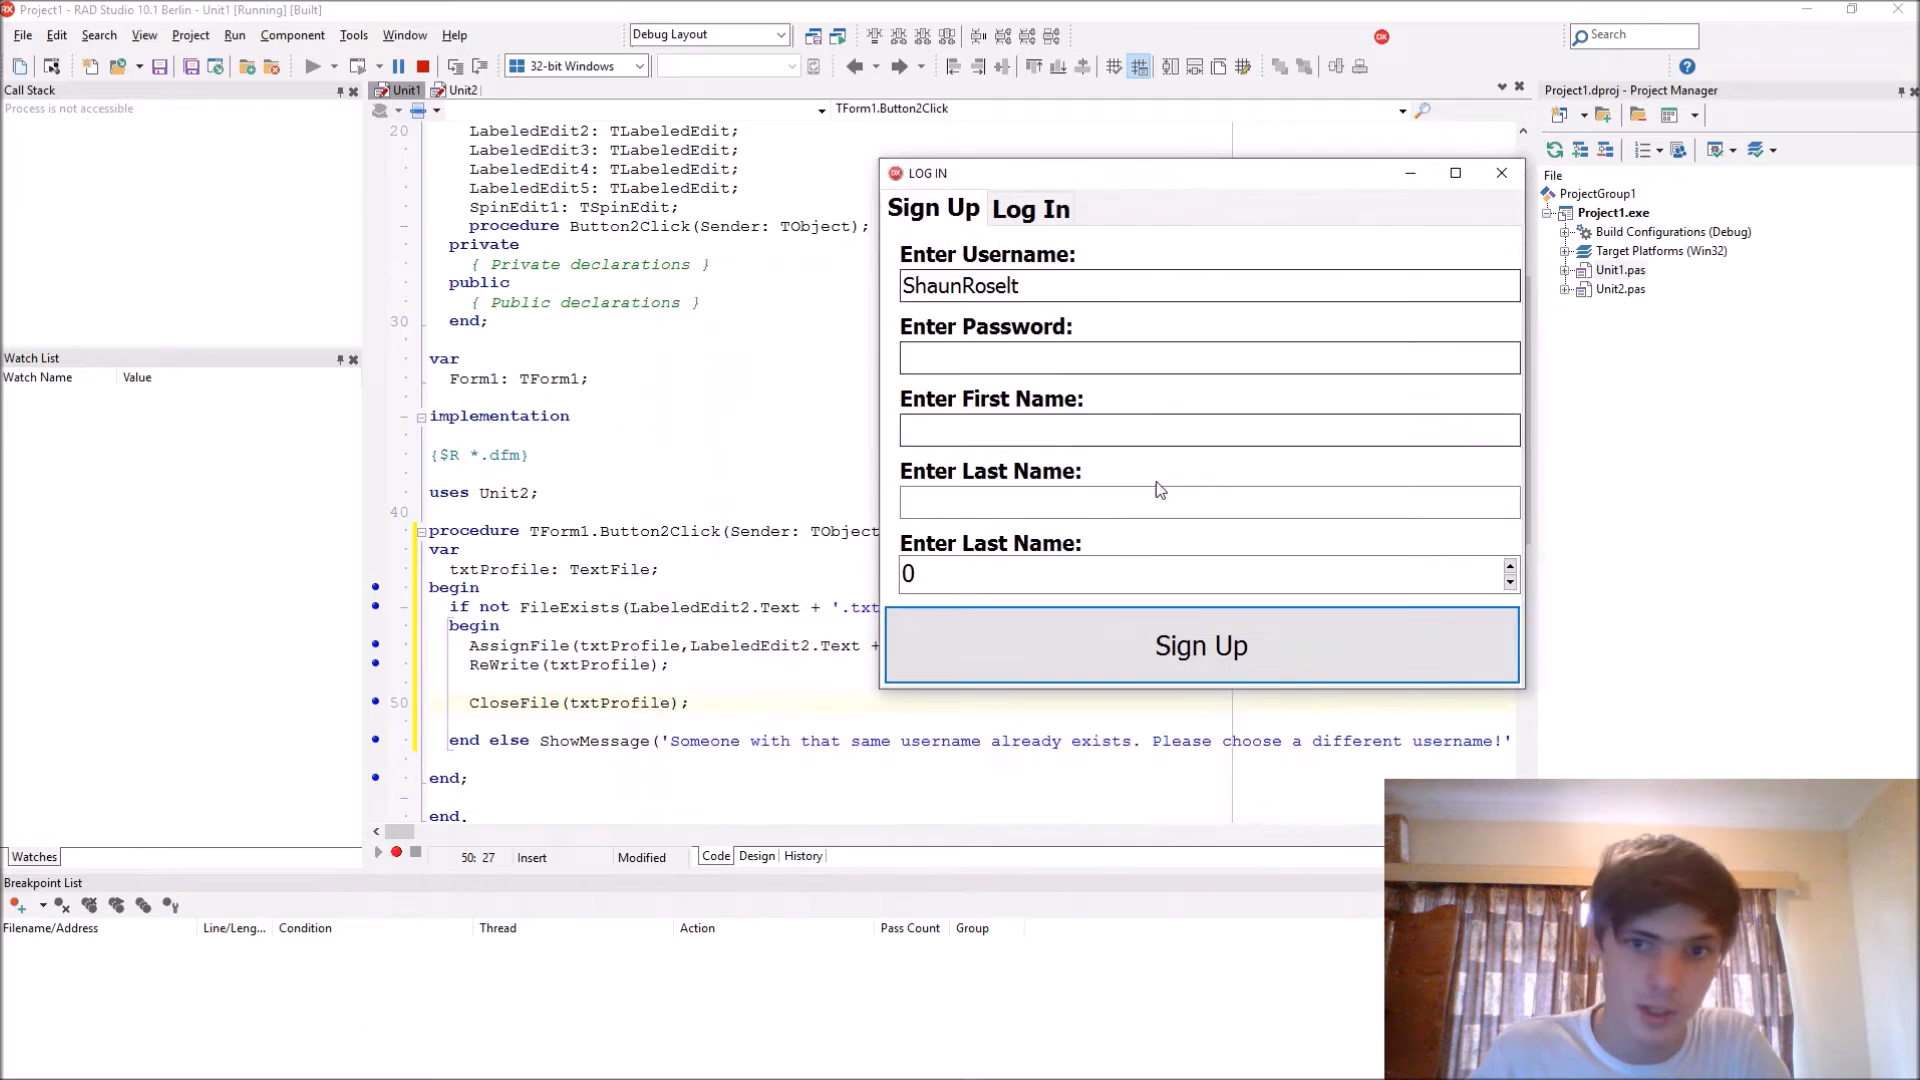 Project1 - RAD Studio 10.1 Berlin - Unit1 [Running] [Built]
File Edit Search View Project Run Component Tools Window Help
Debug Layout
Search
32-bit Windows
Call Stack
Process is not accessible
Unit1
Unit2
TForm1.Button2Click
20 LabeledEdit2: TLabeledEdit;
LabeledEdit3: TLabeledEdit;
LabeledEdit4: TLabeledEdit;
LabeledEdit5: TLabeledEdit;
SpinEdit1: TSpinEdit;
procedure Button2Click(Sender: TObject);
private
{ Private declarations }
public
{ Public declarations }
30 end;
var
Form1: TForm1;
implementation
{$R *.dfm}
uses Unit2;
40
procedure TForm1.Button2Click(Sender: TObject
var
txtProfile: TextFile;
begin
if not FileExists(LabeledEdit2.Text + '.txt
begin
AssignFile(txtProfile,LabeledEdit2.Text +
ReWrite(txtProfile);
50 CloseFile(txtProfile);
end else ShowMessage('Someone with that same username already exists. Please choose a different username!'
end;
end.
LOG IN
Sign Up
Log In
Enter Username:
ShaunRoselt
Enter Password:
Enter First Name:
Enter Last Name:
Enter Last Name:
0
Sign Up
Project1.dproj - Project Manager
File
ProjectGroup1
Project1.exe
Build Configurations (Debug)
Target Platforms (Win32)
Unit1.pas
Unit2.pas
Watch List
Watch Name Value
Watches
50: 27 Insert Modified
Code Design History
Breakpoint List
Filename/Address Line/Leng... Condition Thread Action Pass Count Group